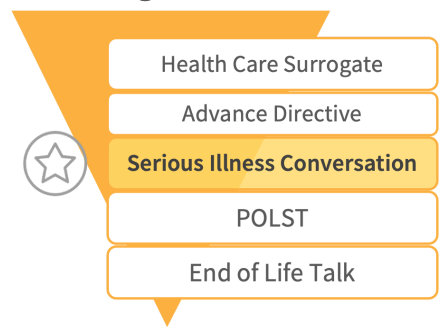 Health Care Surrogate
Advance Directive
Serious Illness Conversation
POLST
End of Life Talk